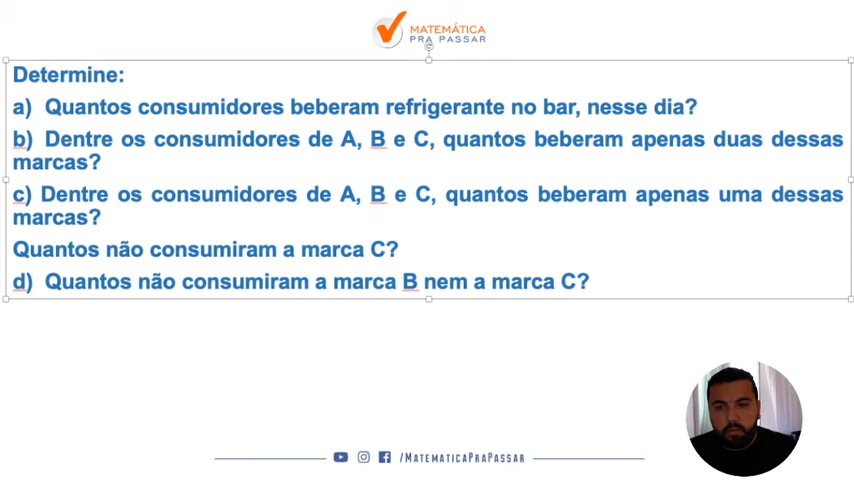 MATEMÁTICA
PRA PASSAR
Determine:
a) Quantos consumidores beberam refrigerante no bar, nesse dia?
b) Dentre os consumidores de A, B e C, quantos beberam apenas duas dessas
marcas?
c) Dentre os consumidores de A, B e C, quantos beberam apenas uma dessas
marcas?
Quantos não consumiram a marca C?
d) Quantos não consumiram a marca B nem a marca C?
/MatematicaPraPassar